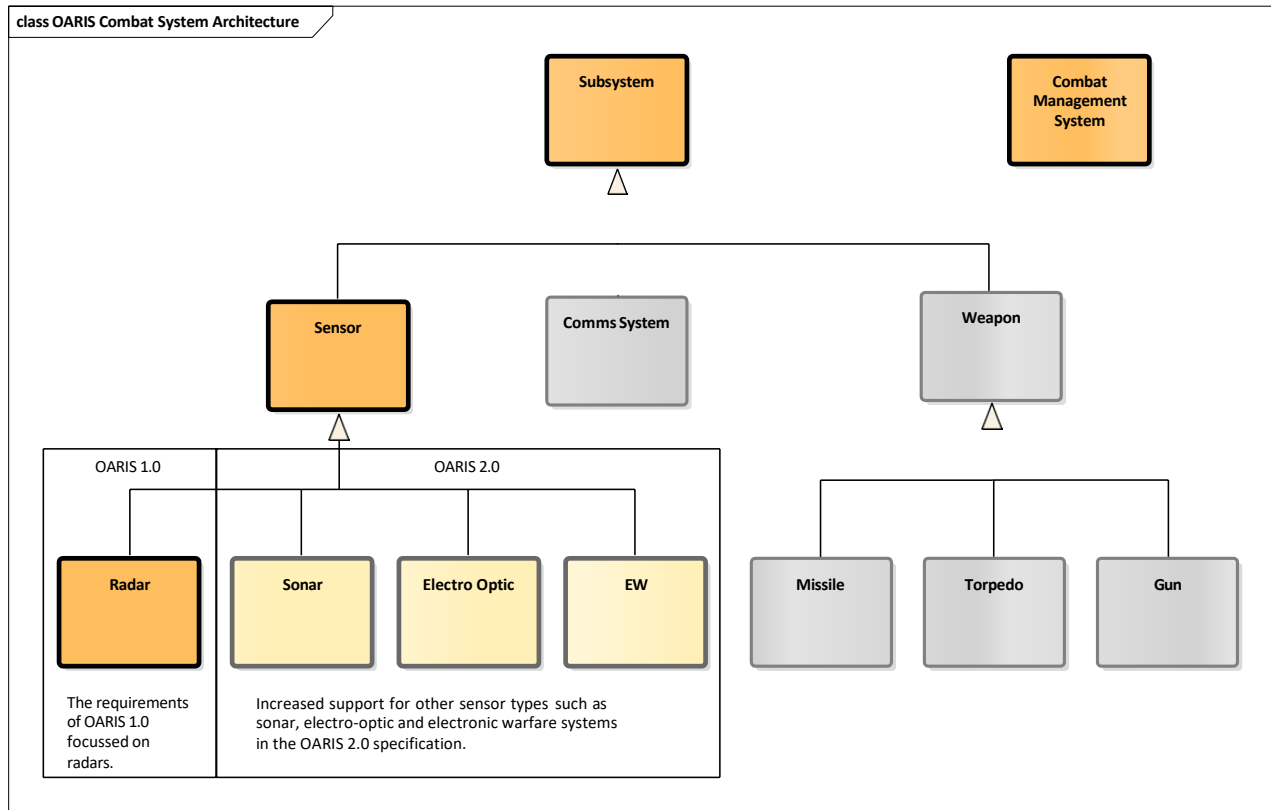 class OARIS Combat System Architecture
Subsystem
Combat
Management
System
Sensor
Comms System
Weapon
OARIS 1.0
OARIS 2.0
Radar
Sonar
Electro Optic
EW
Missile
Torpedo
Gun
The requirements
of OARIS 1.0
focussed on
radars.
Increased support for other sensor types such as
sonar, electro-optic and electronic warfare systems
in the OARIS 2.0 specification.